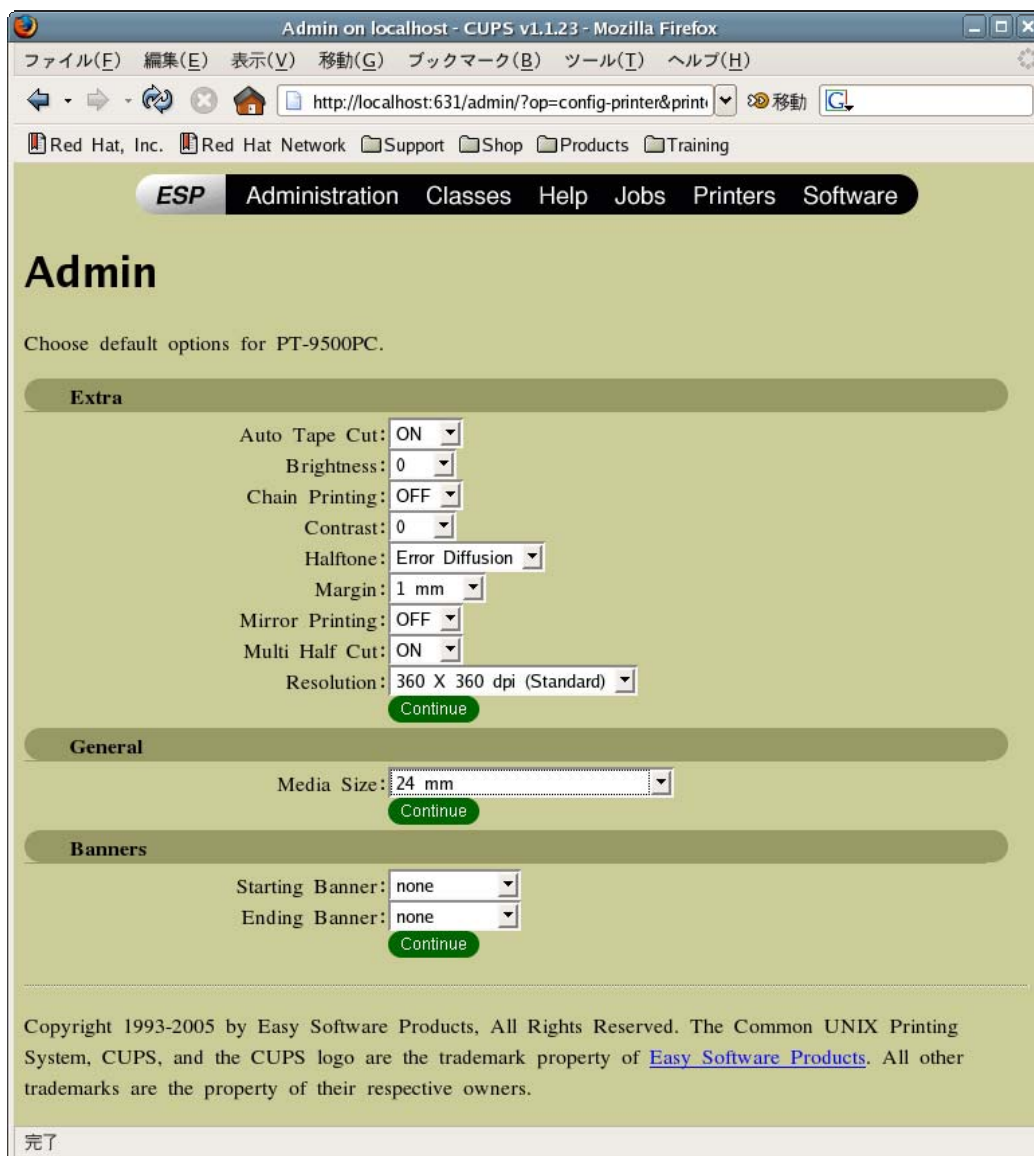 Admin on localhost - CUPS v1.1.23 - Mozilla Firefox
ファイル(F) 編集(E) 表示(V) 移動(G) ブックマーク(B) ツール(T) ヘルプ(H)
http://localhost:631/admin/?op=config-printer&print 移動 G
Red Hat, Inc. Red Hat Network Support Shop Products Training
ESP Administration Classes Help Jobs Printers Software
Admin
Choose default options for PT-9500PC.
Extra
Auto Tape Cut: ON
Brightness: 0
Chain Printing: OFF
Contrast: 0
Halftone: Error Diffusion
Margin: 1 mm
Mirror Printing: OFF
Multi Half Cut: ON
Resolution: 360 X 360 dpi (Standard)
Continue
General
Media Size: 24 mm
Continue
Banners
Starting Banner: none
Ending Banner: none
Continue
Copyright 1993-2005 by Easy Software Products, All Rights Reserved. The Common UNIX Printing
System, CUPS, and the CUPS logo are the trademark property of Easy Software Products. All other
trademarks are the property of their respective owners.
完了